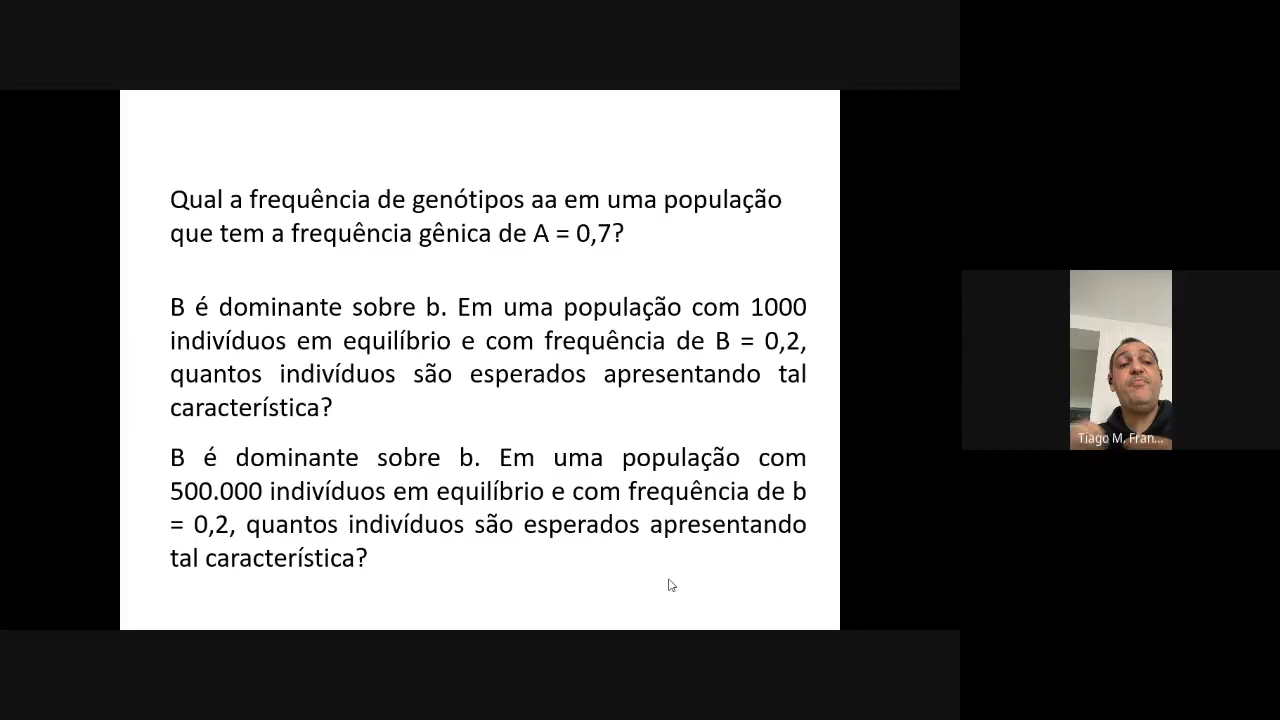 Qual a frequência de genótipos aa em uma população
que tem a frequência gênica de A = 0,7?
B é dominante sobre b. Em uma população com 1000
indivíduos em equilíbrio e com frequência de B = 0,2,
quantos indivíduos são esperados apresentando tal
característica?
B é dominante sobre b. Em uma população com
500.000 indivíduos em equilíbrio e com frequência de b
= 0,2, quantos indivíduos são esperados apresentando
tal característica?
Tiago M. Fran...